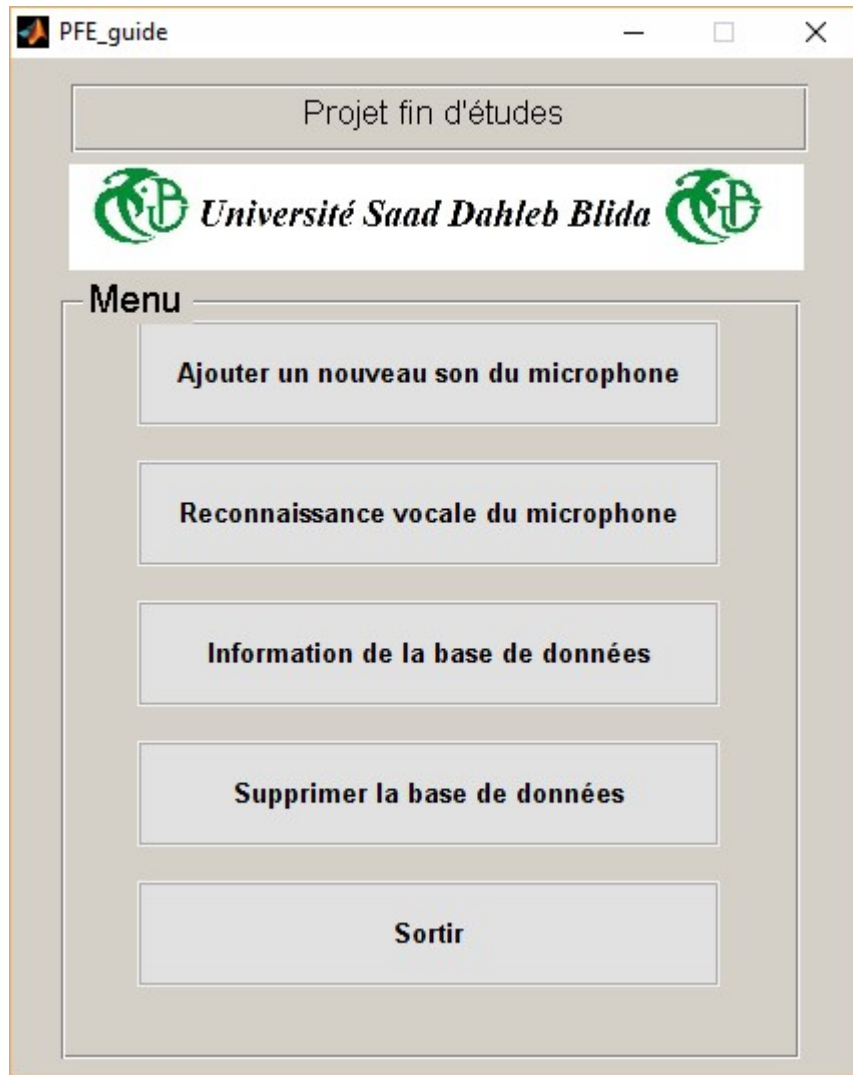 PFE_guide
Projet fin d'études
Université Saad Dahleb Blida
Menu
Ajouter un nouveau son du microphone
Reconnaissance vocale du microphone
Information de la base de données
Supprimer la base de données
Sortir